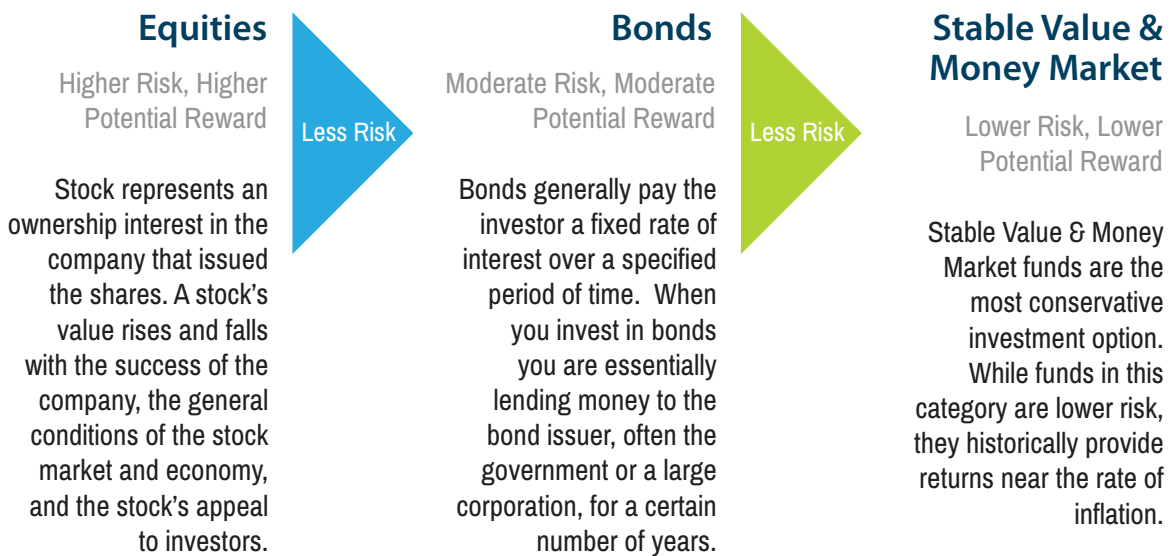 Equities
Higher Risk, Higher
Potential Reward
Stock represents an
ownership interest in the
company that issued
the shares. A stock’s
value rises and falls
with the success of the
company, the general
conditions of the stock
market and economy,
and the stock’s appeal
to investors.
Less Risk
Bonds
Moderate Risk, Moderate
Potential Reward
Bonds generally pay the
investor a fixed rate of
interest over a specified
period of time.  When
you invest in bonds
you are essentially
lending money to the
bond issuer, often the
government or a large
corporation, for a certain
number of years.
Less Risk
Stable Value &
Money Market
Lower Risk, Lower
Potential Reward
Stable Value & Money
Market funds are the
most conservative
investment option.
While funds in this
category are lower risk,
they historically provide
returns near the rate of
inflation.